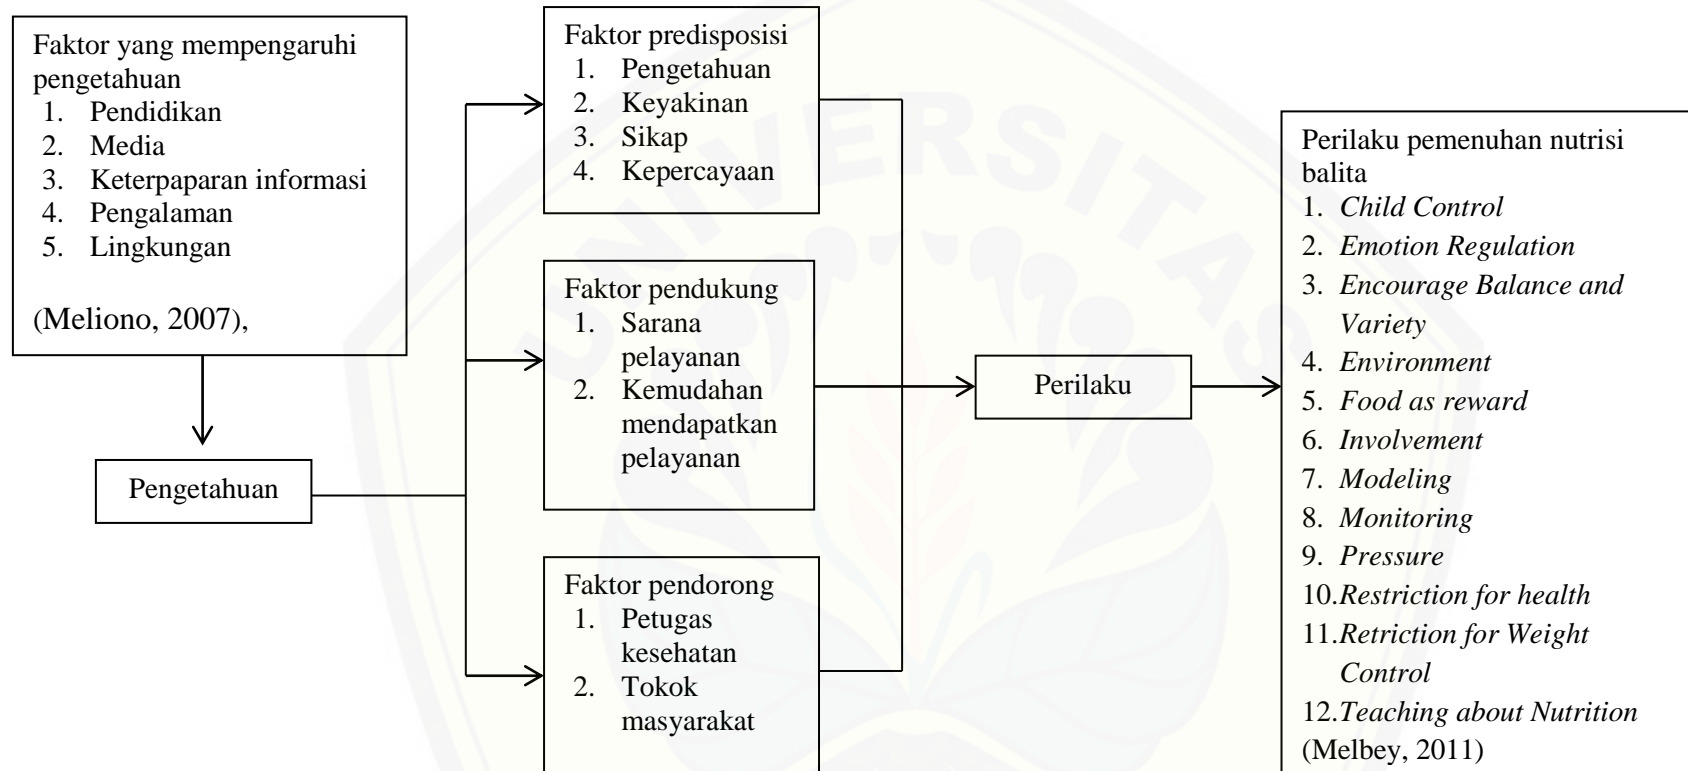 Faktor yang mempengaruhi
pengetahuan
1. Pendidikan
2. Media
3. Keterpaparan informasi
4. Pengalaman
5. Lingkungan
(Meliono, 2007),
Pengetahuan
Faktor predisposisi
1. Pengetahuan
2. Keyakinan
3. Sikap
4. Kepercayaan
Faktor pendukung
1. Sarana
pelayanan
2. Kemudahan
mendapatkan
pelayanan
Faktor pendorong
1. Petugas
kesehatan
2. Tokok
masyarakat
Perilaku
Perilaku pemenuhan nutrisi
balita
1. Child Control
2. Emotion Regulation
3. Encourage Balance and
Variety
4. Environment
5. Food as reward
6. Involvement
7. Modeling
8. Monitoring
9. Pressure
10.Restriction for health
11.Retriction for Weight
Control
12.Teaching about Nutrition
(Melbey, 2011)
UNIVERSITAS